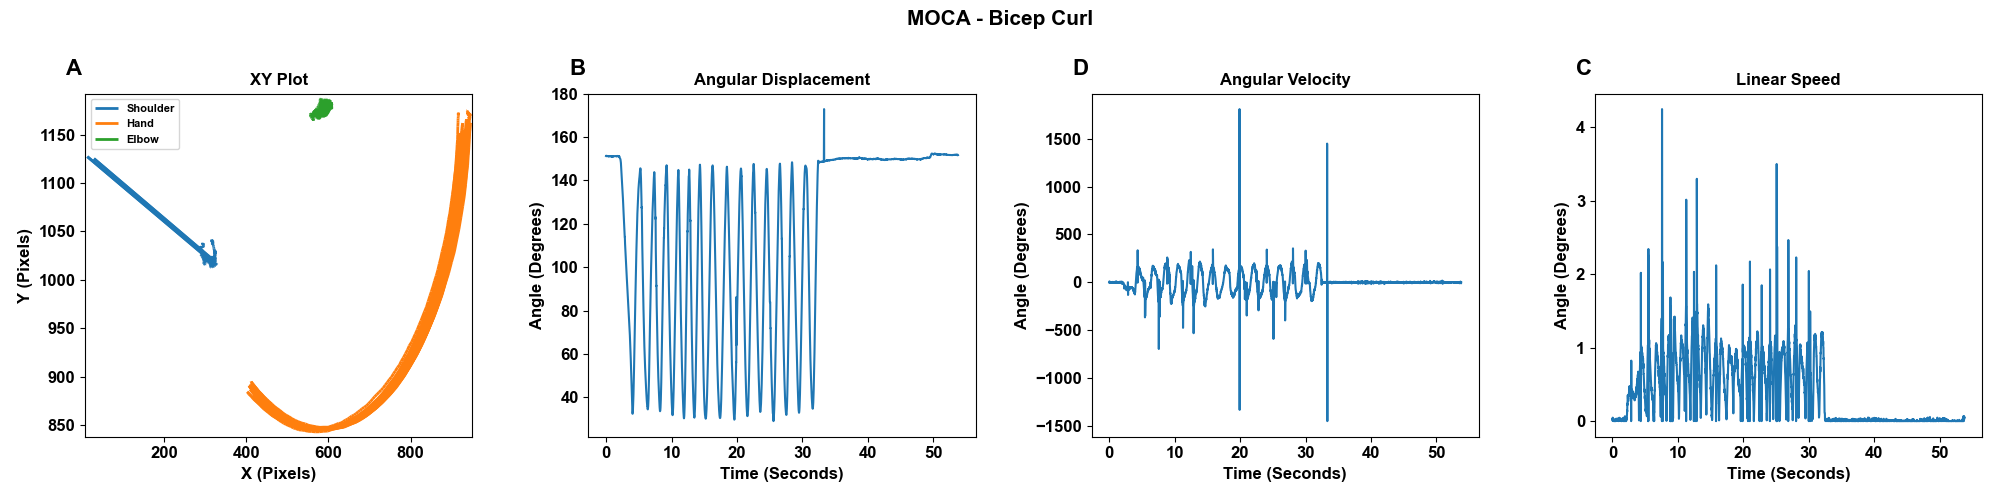 MOCA - Bicep Curl
A
XY Plot
Shoulder
Hand
Elbow
1150
1100
1050
1000
950
900
850
200
400
600
800
Y (Pixels)
X (Pixels)
B
Angular Displacement
180
160
140
120
100
80
60
40
0
10
20
30
40
50
Angle (Degrees)
Time (Seconds)
D
Angular Velocity
1500
1000
500
0
−500
−1000
−1500
0
10
20
30
40
50
Angle (Degrees)
Time (Seconds)
C
Linear Speed
4
3
2
1
0
0
10
20
30
40
50
Angle (Degrees)
Time (Seconds)